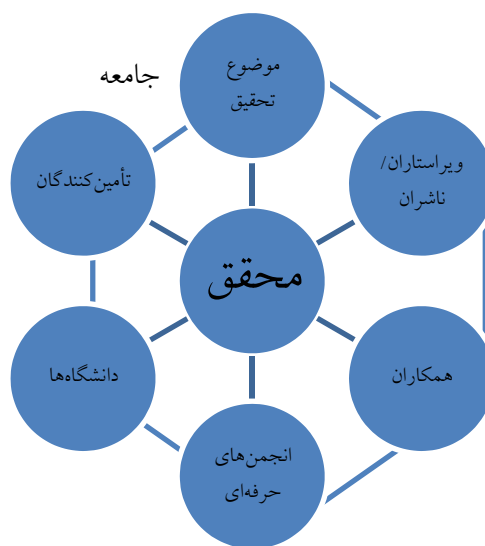 موضوع
تحقیق
جامعه
ویراستاران/
ناشران
تأمین‌کنندگان
محقق
همکاران
دانشگاه‌ها
انجمن‌های
حرفه‌ای